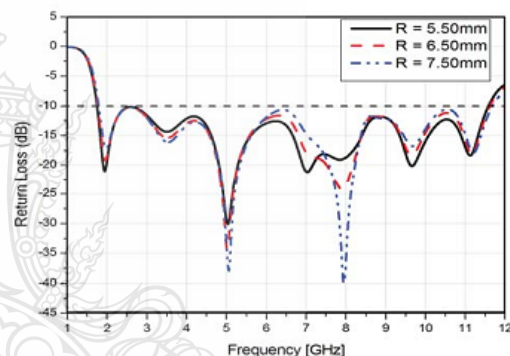 5
0
-5
-10
-15
-20
-25
-30
-35
-40
-45
Return Loss (dB)
R = 5.50mm
R = 6.50mm
R = 7.50mm
1 2 3 4 5 6 7 8 9 10 11 12
Frequency [GHz]